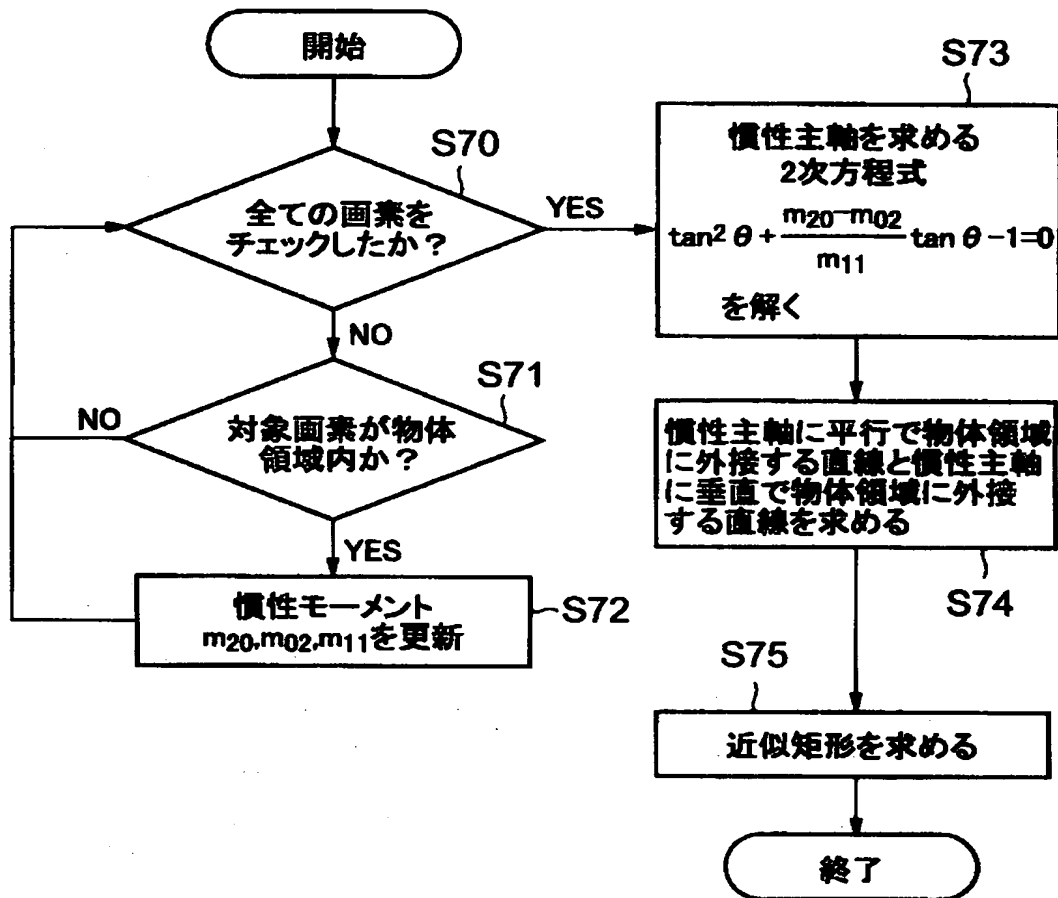 開始
S70
全ての画素を
チェックしたか？
YES
NO
S71
対象画素が物体
領域内か？
NO
YES
S72
慣性モーメント
m20,m02,m11を更新
S73
慣性主軸を求める
2次方程式
tan² θ + (m20-m02)/m11 tan θ -1=0
を解く
慣性主軸に平行で物体領域
に外接する直線と慣性主軸
に垂直で物体領域に外接
する直線を求める
S74
S75
近似矩形を求める
終了